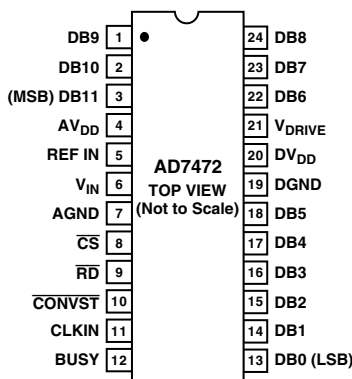 DB9 1 24 DB8
DB10 2 23 DB7
(MSB) DB11 3 22 DB6
AVDD 4 21 VDRIVE
REF IN 5 20 DVDD
AD7472
VIN 6 19 DGND
TOP VIEW
AGND 7 18 DB5
(Not to Scale)
CS 8 17 DB4
RD 9 16 DB3
CONVST 10 15 DB2
CLKIN 11 14 DB1
BUSY 12 13 DB0 (LSB)